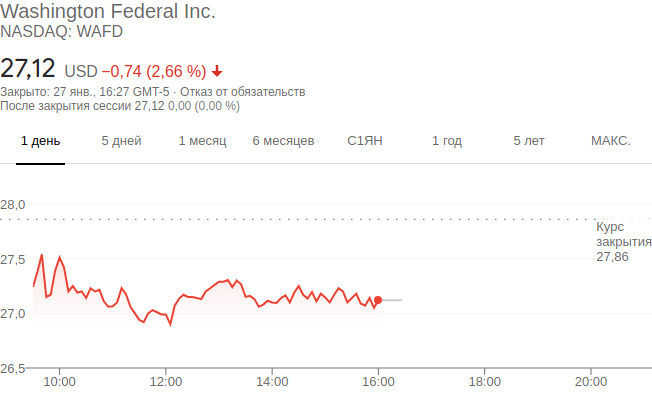 Washington Federal Inc.
NASDAQ: WAFD
27,12 USD −0,74 (2,66 %)
Закрыто: 27 янв., 16:27 GMT-5 · Отказ от обязательств
После закрытия сессии 27,12 0,00 (0,00 %)
1 день 5 дней 1 месяц 6 месяцев С1ЯН 1 год 5 лет МАКС.
28,0
Курс
закрытия
27,86
27,5
27,0
26,5
10:00 12:00 14:00 16:00 18:00 20:00